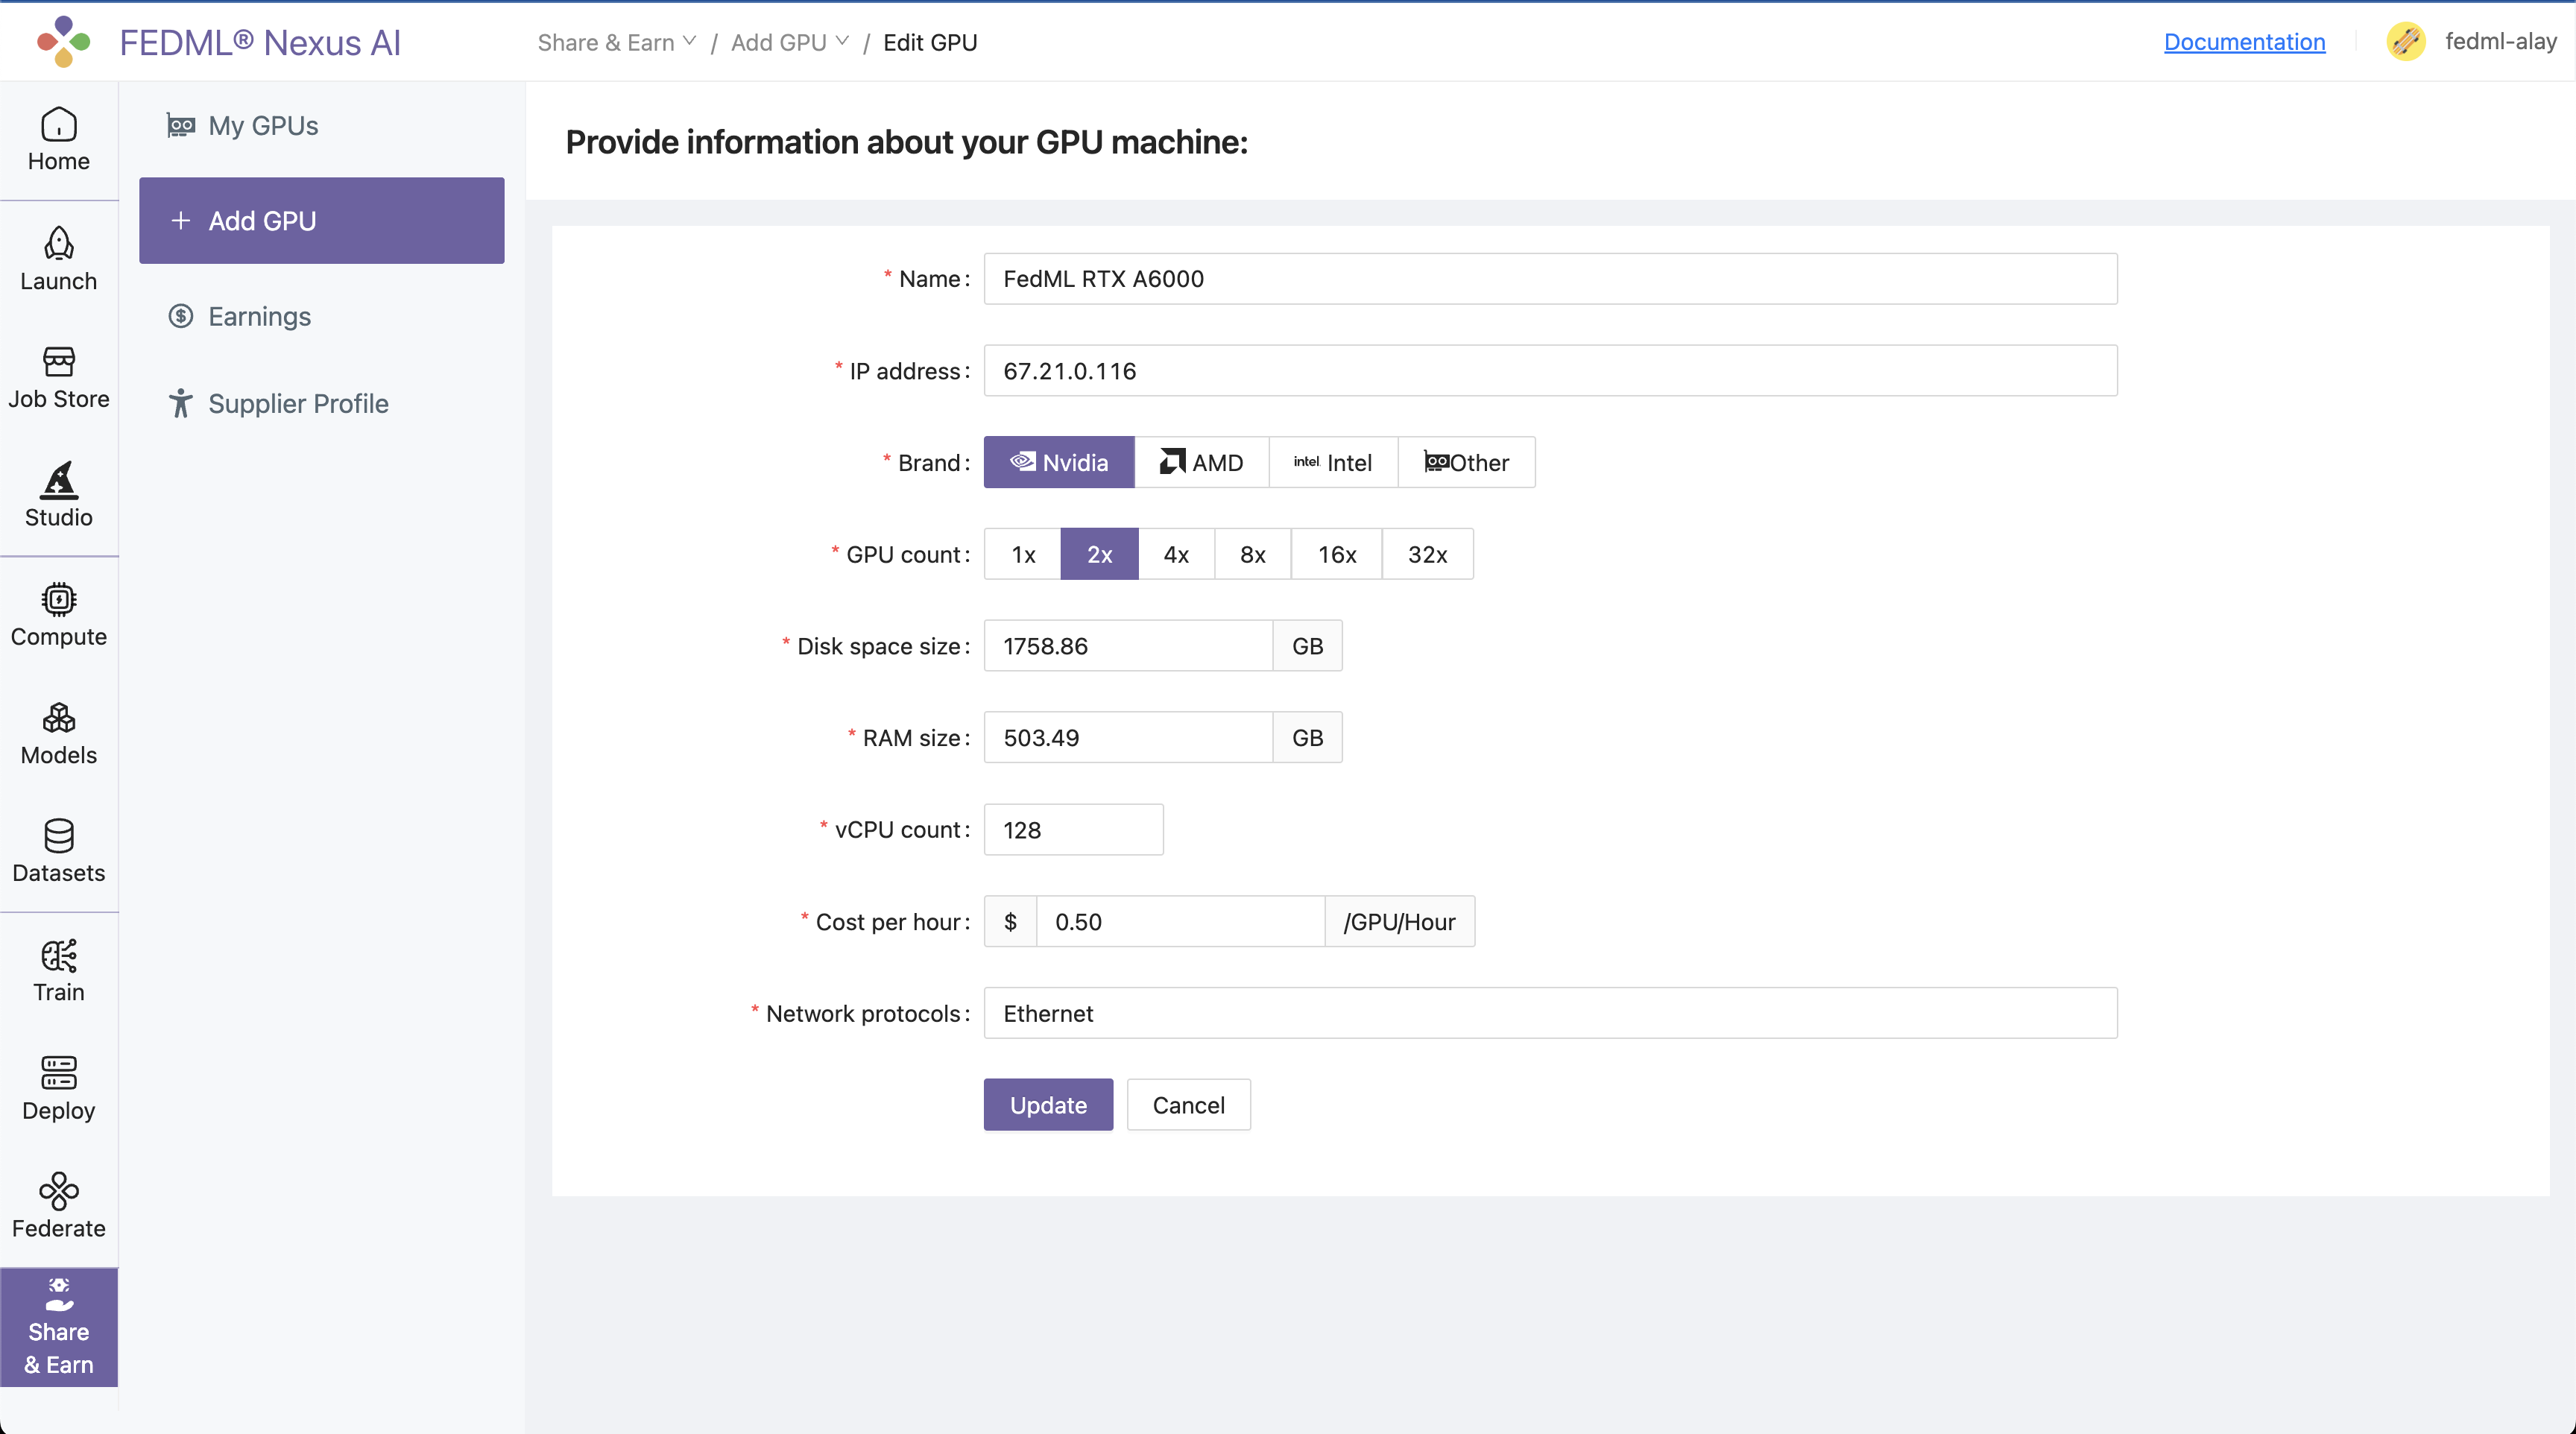 FEDML® Nexus AI
Share & Earn / Add GPU / Edit GPU
Documentation
fedml-alay
Home
Launch
Job Store
Studio
Compute
Models
Datasets
Train
Deploy
Federate
Share
& Earn
My GPUs
+ Add GPU
Earnings
Supplier Profile
Provide information about your GPU machine:
* Name: FedML RTX A6000
* IP address: 67.21.0.116
* Brand: Nvidia AMD intel Intel Other
* GPU count: 1x 2x 4x 8x 16x 32x
* Disk space size: 1758.86 GB
* RAM size: 503.49 GB
* vCPU count: 128
* Cost per hour: $ 0.50 /GPU/Hour
* Network protocols: Ethernet
Update Cancel